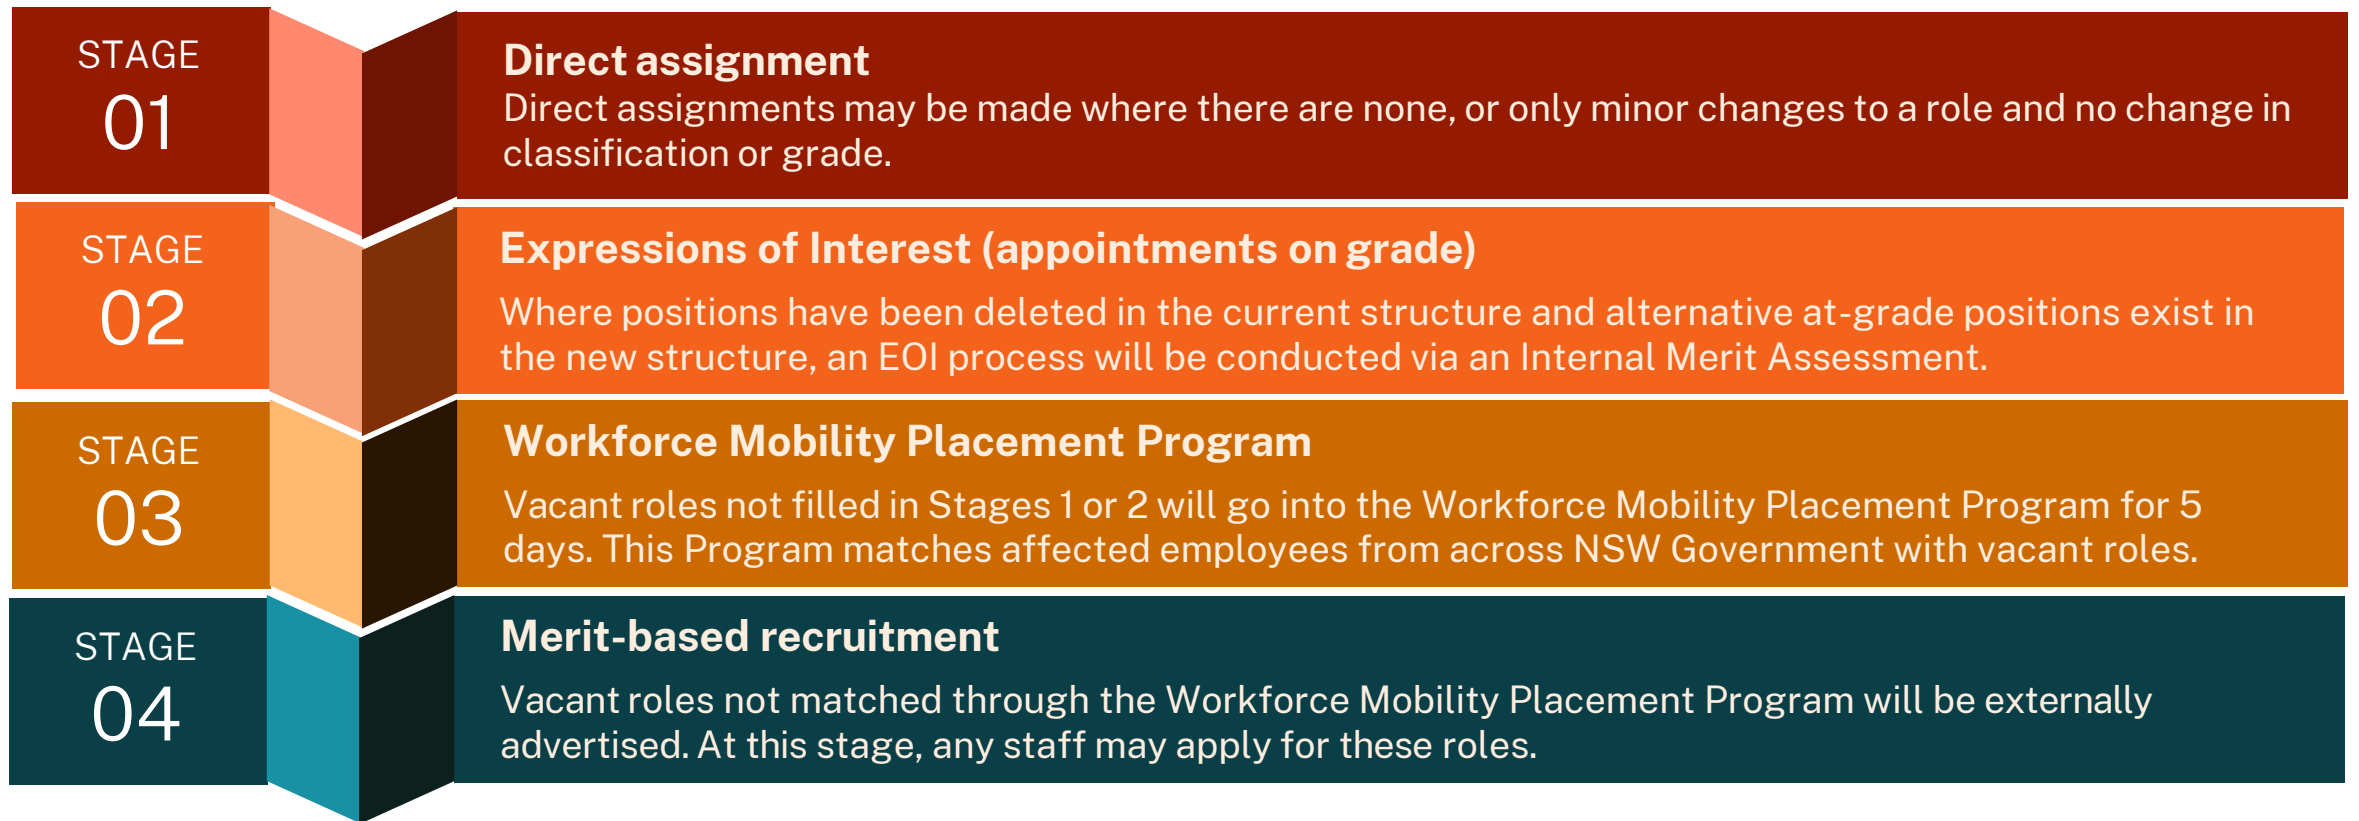 STAGE
01
Direct assignment
Direct assignments may be made where there are none, or only minor changes to a role and no change in
classification or grade.
STAGE
02
Expressions of Interest (appointments on grade)
Where positions have been deleted in the current structure and alternative at-grade positions exist in
the new structure, an EOI process will be conducted via an Internal Merit Assessment.
STAGE
03
Workforce Mobility Placement Program
Vacant roles not filled in Stages 1 or 2 will go into the Workforce Mobility Placement Program for 5
days. This Program matches affected employees from across NSW Government with vacant roles.
STAGE
04
Merit-based recruitment
Vacant roles not matched through the Workforce Mobility Placement Program will be externally
advertised. At this stage, any staff may apply for these roles.